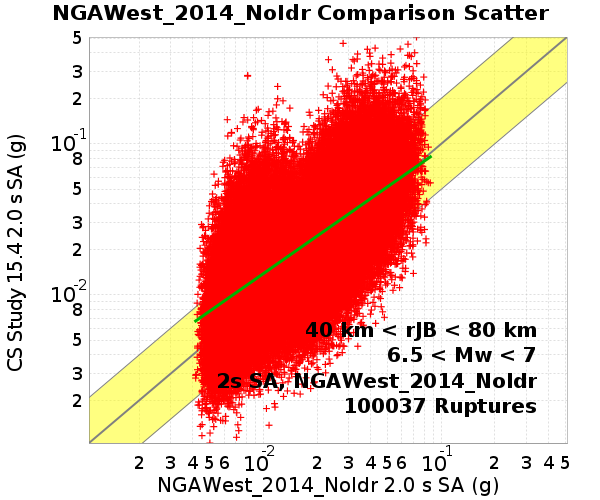 NGAWest_2014_NoIdr Comparison Scatter
CS Study 15.4 2.0 s SA (g)
5
3
2
10⁻¹
8
5
3
2
10⁻²
8
5
3
2
40 km < rJB < 80 km
6.5 < Mw < 7
2s SA, NGAWest_2014_NoIdr
100037 Ruptures
2 3 4 5 6 10⁻² 2 3 4 5 6 10⁻¹ 2 3 4 5
NGAWest_2014_NoIdr 2.0 s SA (g)